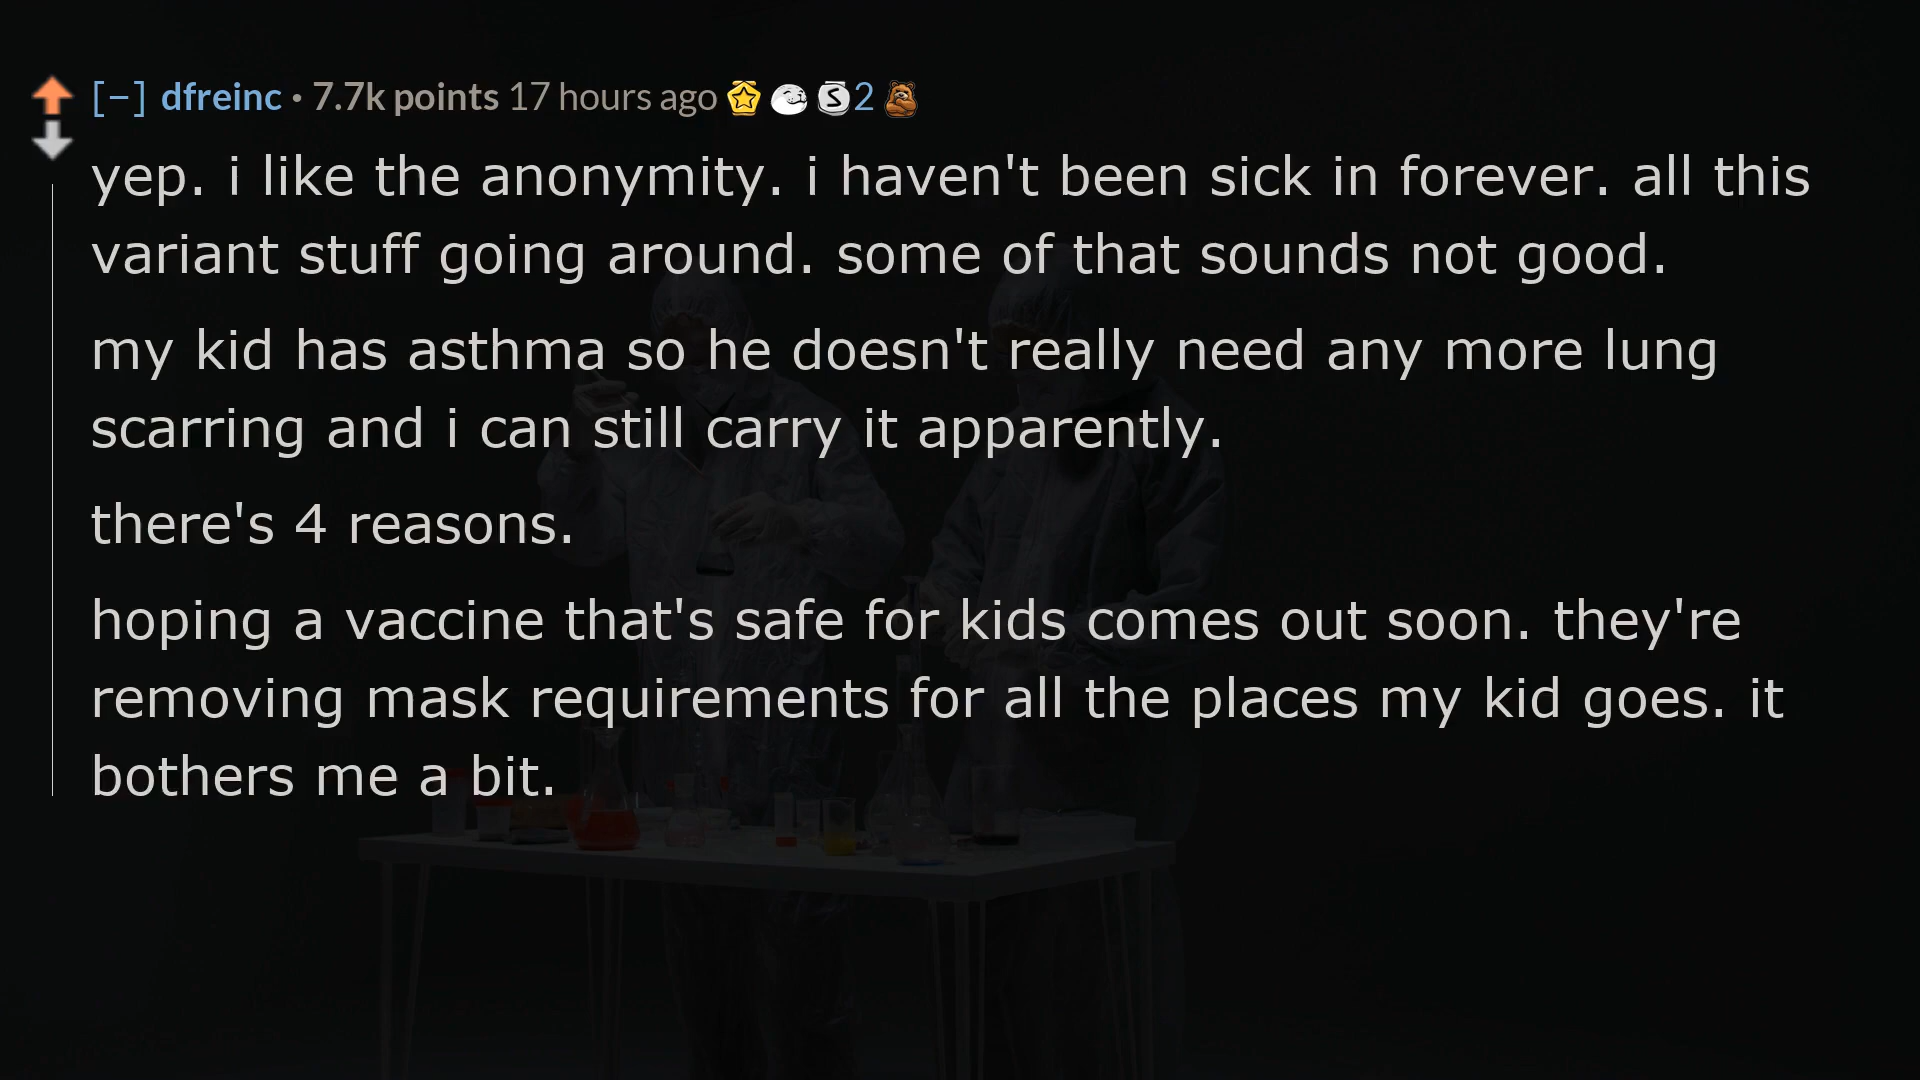 [–] dfreinc • 7.7k points 17 hours ago 2
yep. i like the anonymity. i haven't been sick in forever. all this
variant stuff going around. some of that sounds not good.
my kid has asthma so he doesn't really need any more lung
scarring and i can still carry it apparently.
there's 4 reasons.
hoping a vaccine that's safe for kids comes out soon. they're
removing mask requirements for all the places my kid goes. it
bothers me a bit.